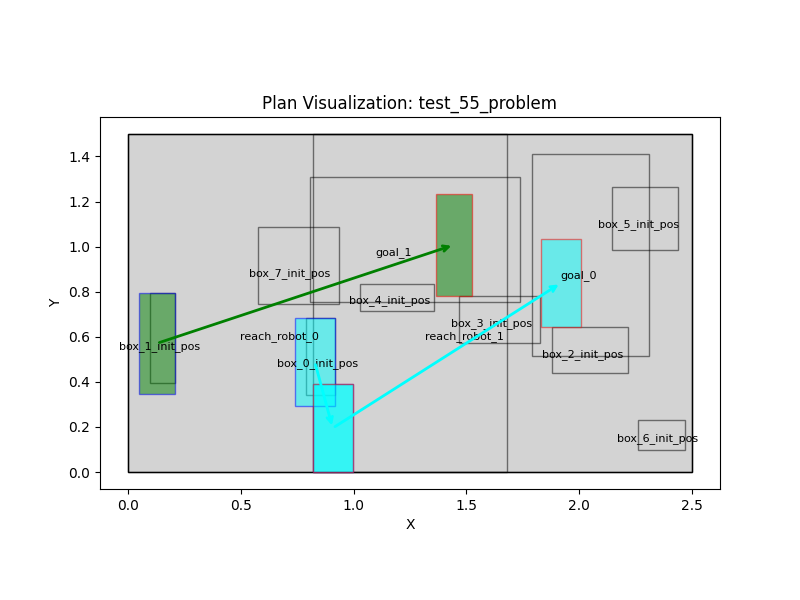 Plan Visualization: test_55_problem
Y
1.4
1.2
1.0
0.8
0.6
0.4
0.2
0.0
box_5_init_pos
goal_1
box_7_init_pos
goal_0
box_4_init_pos
box_3_init_pos
reach_robot_0
reach_robot_1
box_1_init_pos
box_2_init_pos
box_0_init_pos
box_6_init_pos
0.0
0.5
1.0
1.5
2.0
2.5
X